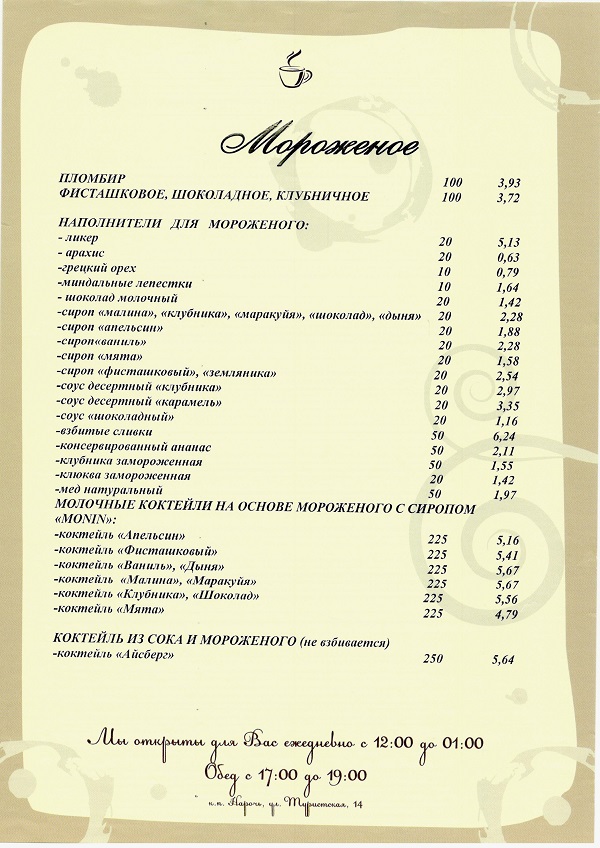 Мороженое
ПЛОМБИР 100 3,93
ФИСТАШКОВОЕ, ШОКОЛАДНОЕ, КЛУБНИЧНОЕ 100 3,72
НАПОЛНИТЕЛИ ДЛЯ МОРОЖЕНОГО:
- ликер 20 5,13
- арахис 20 0,63
-грецкий орех 10 0,79
-миндальные лепестки 10 1,64
- шоколад молочный 20 1,42
-сироп «малина», «клубника», «маракуйя», «шоколад», «дыня» 20 2,28
-сироп «апельсин» 20 1,88
-сироп«ваниль» 20 2,28
-сироп «мята» 20 1,58
-сироп «фисташковый», «земляника» 20 2,54
-соус десертный «клубника» 20 2,97
-соус десертный «карамель» 20 3,35
-соус «шоколадный» 20 1,16
-взбитые сливки 50 6,24
-консервированный ананас 50 2,11
-клубника замороженная 50 1,55
-клюква замороженная 20 1,42
-мед натуральный 50 1,97
МОЛОЧНЫЕ КОКТЕЙЛИ НА ОСНОВЕ МОРОЖЕНОГО С СИРОПОМ
«MONIN»:
-коктейль «Апельсин» 225 5,16
-коктейль «Фисташковый» 225 5,41
-коктейль «Ваниль», «Дыня» 225 5,67
-коктейль «Малина», «Маракуйя» 225 5,67
-коктейль «Клубника», «Шоколад» 225 5,56
-коктейль «Мята» 225 4,79
КОКТЕЙЛЬ ИЗ СОКА И МОРОЖЕНОГО (не взбивается)
-коктейль «Айсберг» 250 5,64
Мы открыты для Вас ежедневно с 12:00 до 01:00
Обед с 17:00 до 19:00
к.п. Нарочь, ул. Туристская, 14